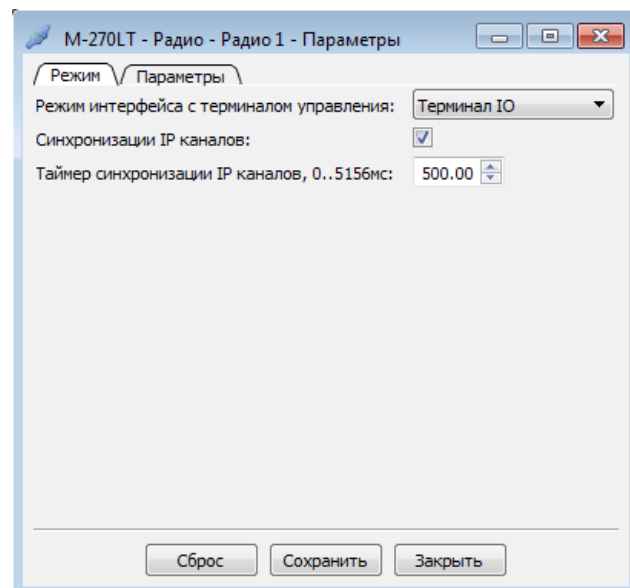 M-270LT - Радио - Радио 1 - Параметры
Режим Параметры
Режим интерфейса с терминалом управления: Терминал IO
Синхронизации IP каналов:
Таймер синхронизации IP каналов, 0..5156мс: 500.00
Сброс Сохранить Закрыть